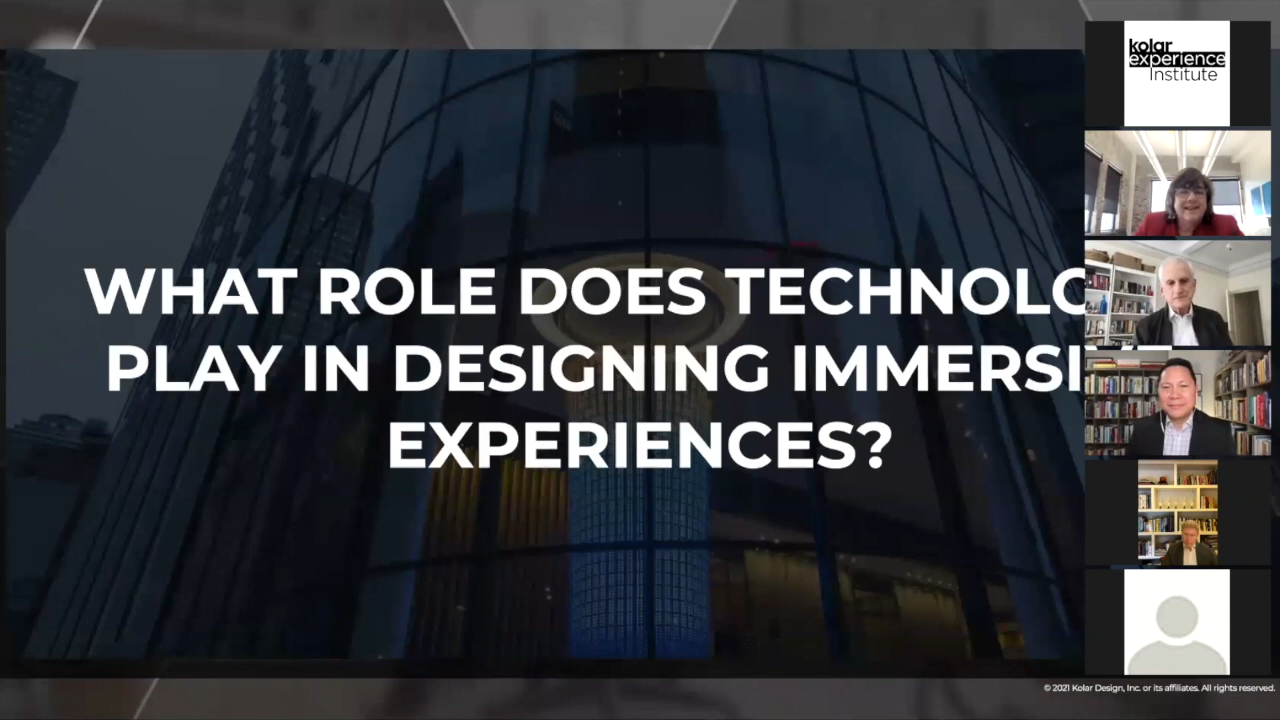 WHAT ROLE DOES TECHNOLO
PLAY IN DESIGNING IMMERSI
EXPERIENCES?
kolar
experience
Institute
© 2021 Kolar Design, Inc. or its affiliates. All rights reserved.